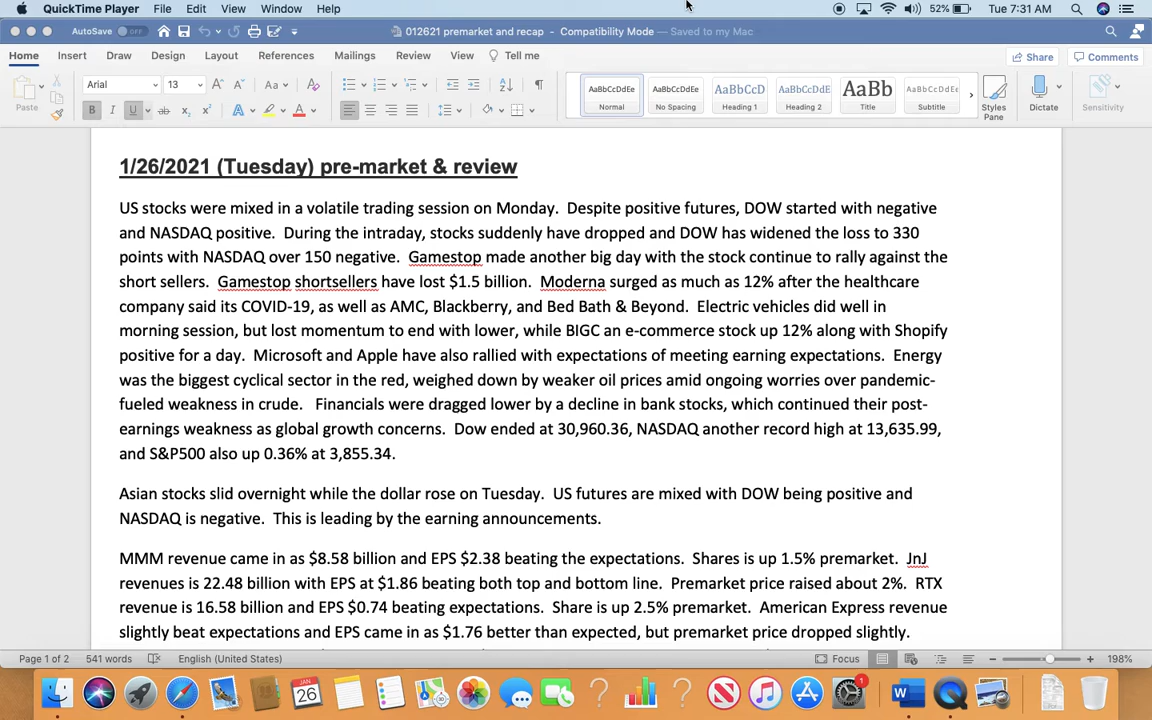 QuickTime Player File Edit View Window Help 52% Tue 7:31 AM
AutoSave OFF 012621 premarket and recap - Compatibility Mode — Saved to my Mac
Home Insert Draw Design Layout References Mailings Review View Tell me Share Comments
Paste Arial 13 A A Aa A AaBbCcDdEe AaBbCcDdEe AaBbCcD AaBbCcDdE AaBb AaBbCcDdEe
B I U ab x₂ x² A A Normal No Spacing Heading 1 Heading 2 Title Subtitle Styles Pane Dictate Sensitivity
1/26/2021 (Tuesday) pre-market & review
US stocks were mixed in a volatile trading session on Monday. Despite positive futures, DOW started with negative
and NASDAQ positive. During the intraday, stocks suddenly have dropped and DOW has widened the loss to 330
points with NASDAQ over 150 negative. Gamestop made another big day with the stock continue to rally against the
short sellers. Gamestop shortsellers have lost $1.5 billion. Moderna surged as much as 12% after the healthcare
company said its COVID-19, as well as AMC, Blackberry, and Bed Bath & Beyond. Electric vehicles did well in
morning session, but lost momentum to end with lower, while BIGC an e-commerce stock up 12% along with Shopify
positive for a day. Microsoft and Apple have also rallied with expectations of meeting earning expectations. Energy
was the biggest cyclical sector in the red, weighed down by weaker oil prices amid ongoing worries over pandemic-
fueled weakness in crude. Financials were dragged lower by a decline in bank stocks, which continued their post-
earnings weakness as global growth concerns. Dow ended at 30,960.36, NASDAQ another record high at 13,635.99,
and S&P500 also up 0.36% at 3,855.34.
Asian stocks slid overnight while the dollar rose on Tuesday. US futures are mixed with DOW being positive and
NASDAQ is negative. This is leading by the earning announcements.
MMM revenue came in as $8.58 billion and EPS $2.38 beating the expectations. Shares is up 1.5% premarket. JnJ
revenues is 22.48 billion with EPS at $1.86 beating both top and bottom line. Premarket price raised about 2%. RTX
revenue is 16.58 billion and EPS $0.74 beating expectations. Share is up 2.5% premarket. American Express revenue
slightly beat expectations and EPS came in as $1.76 better than expected, but premarket price dropped slightly.
Page 1 of 2 541 words English (United States) Focus 198%
JAN 26 1